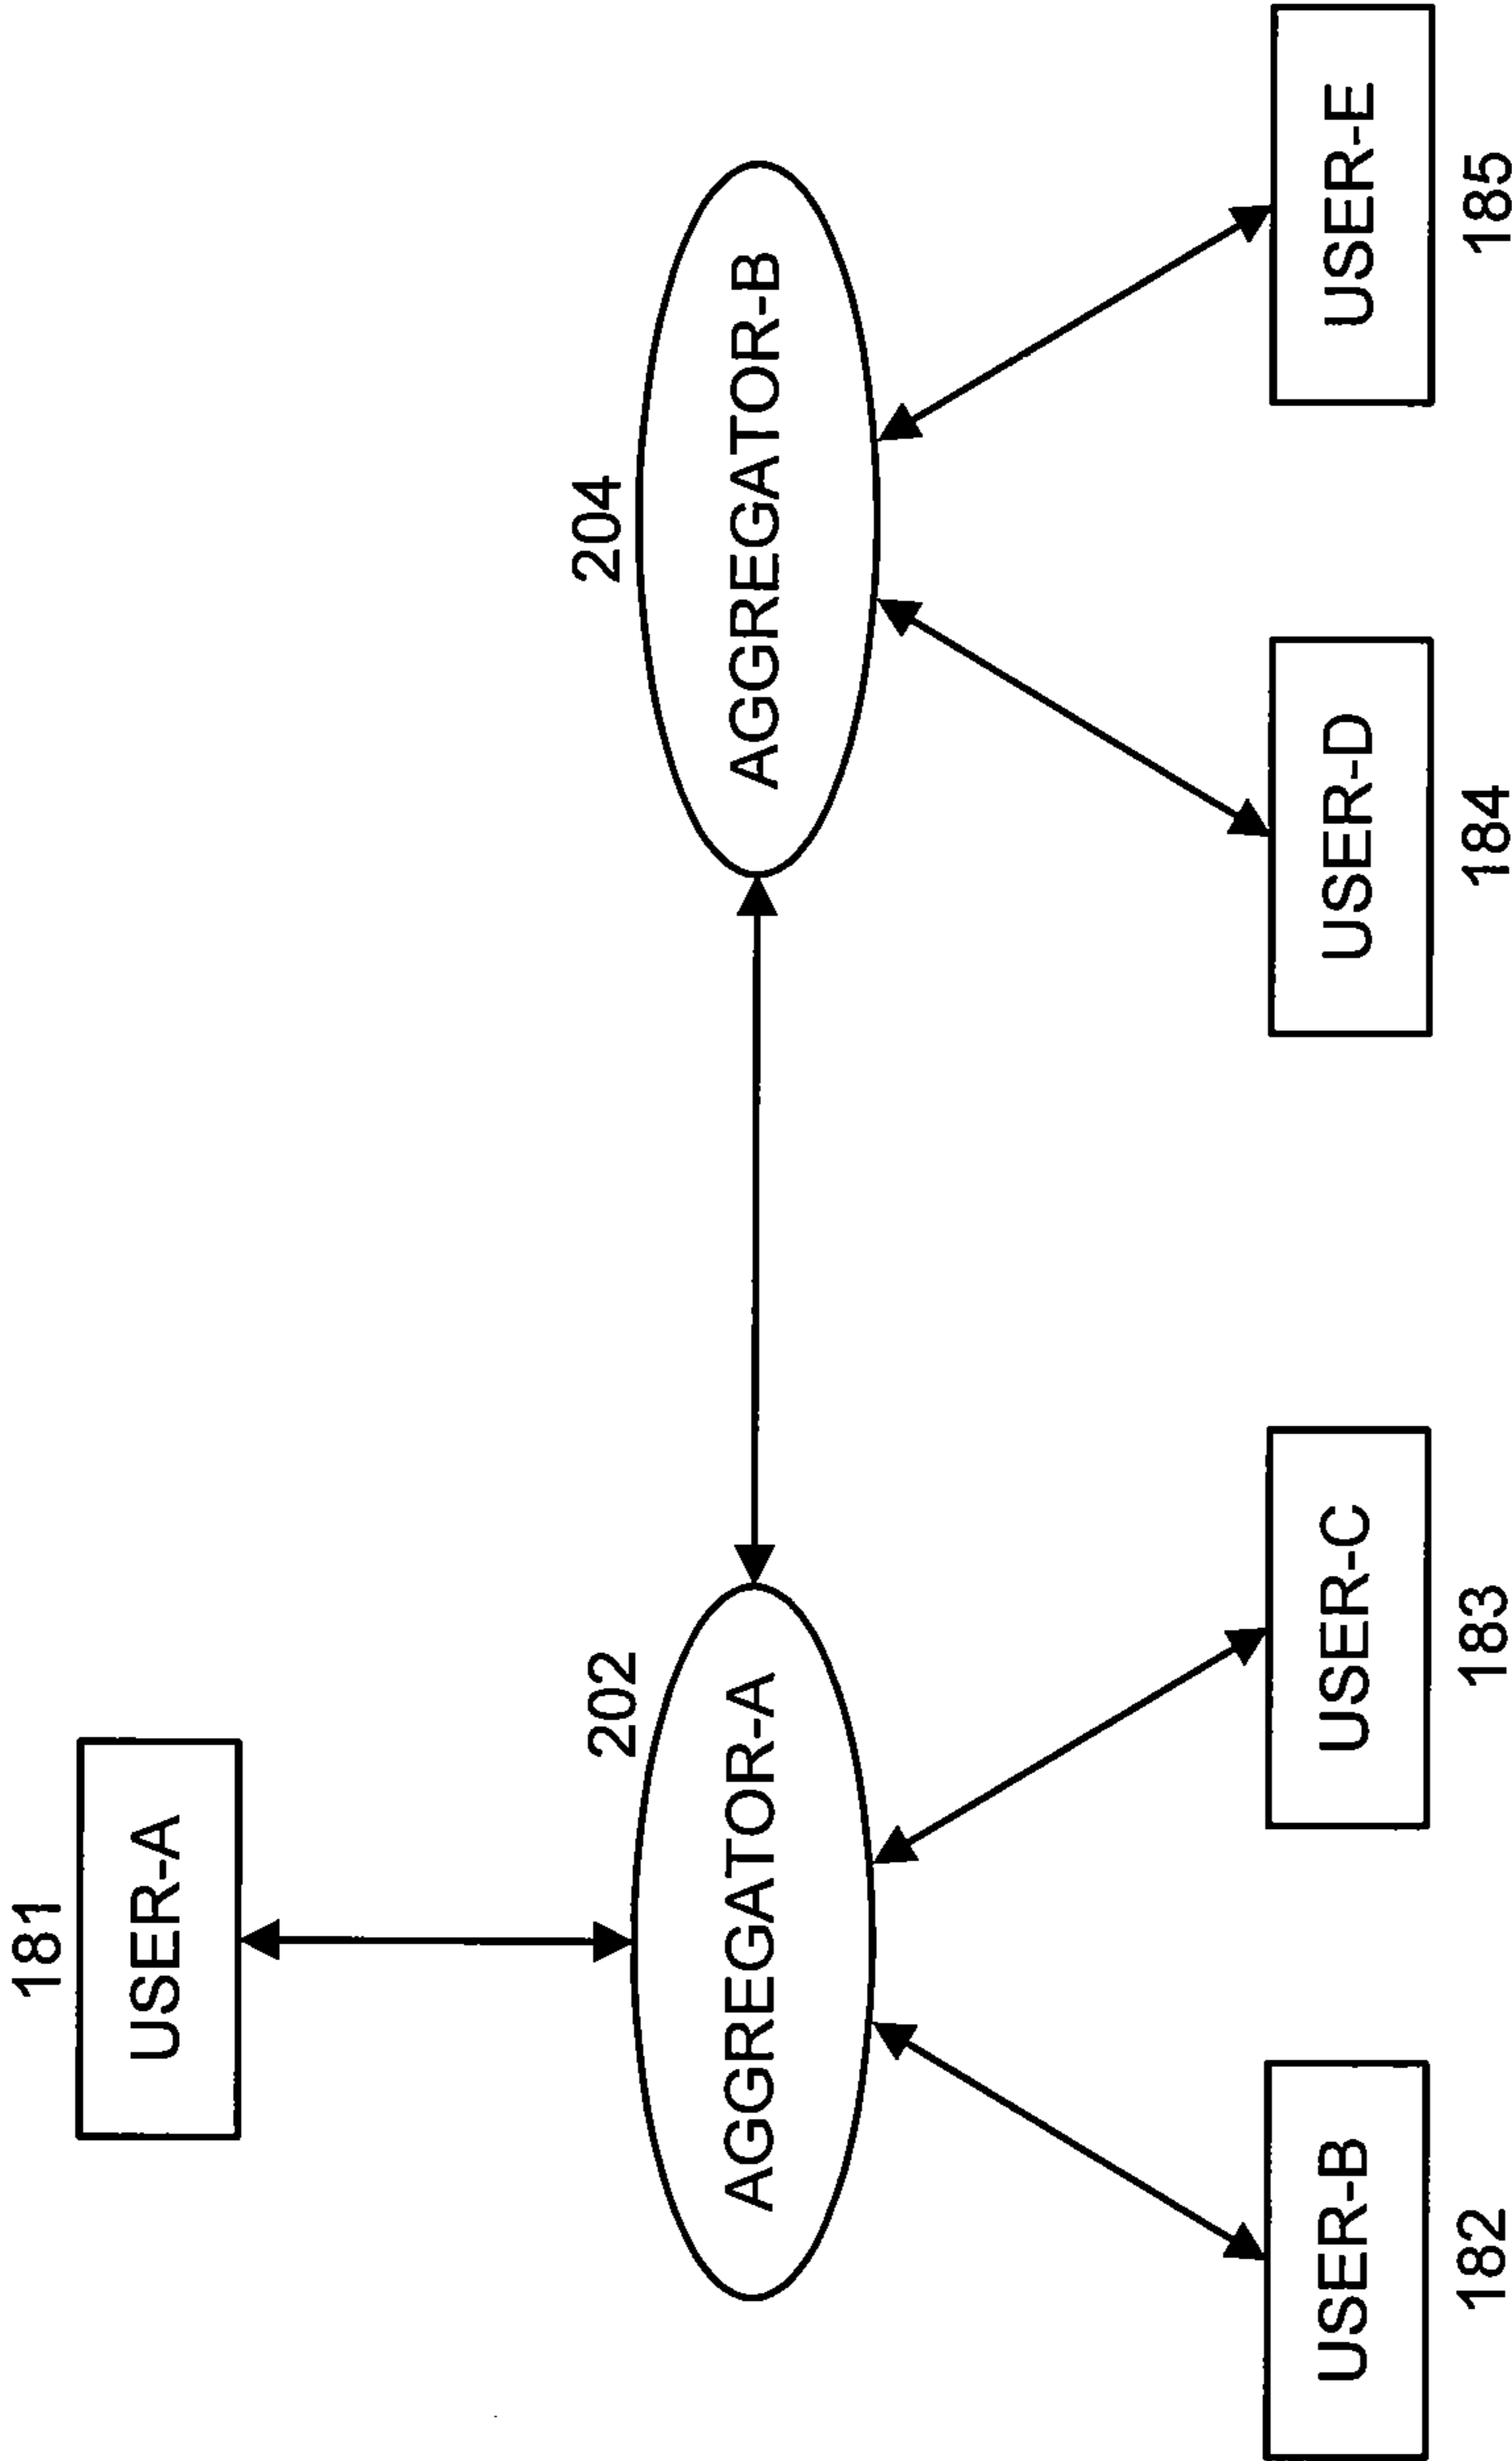 181
USER-A
202
AGGREGATOR-A
204
AGGREGATOR-B
USER-B
182
USER-C
183
USER-D
184
USER-E
185